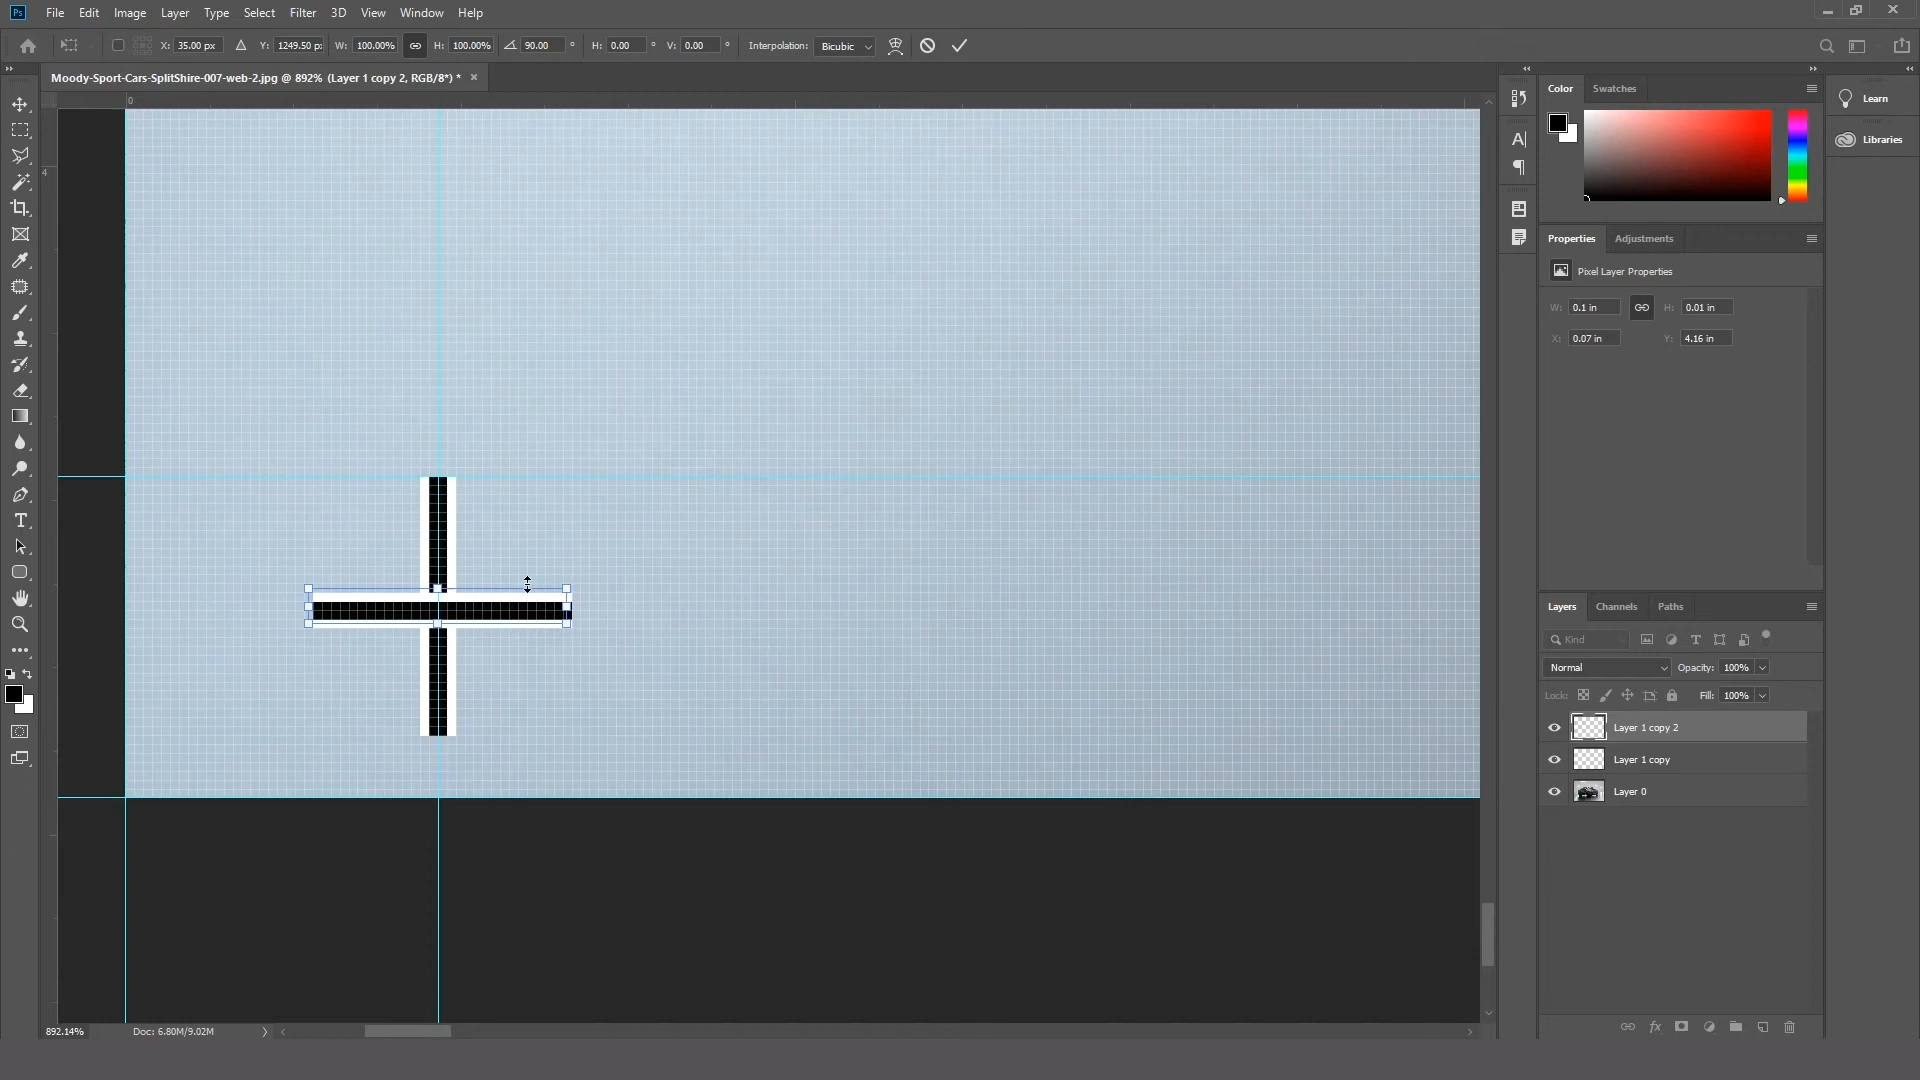 Ps File Edit Image Layer Type Select Filter 3D View Window Help
X: 35.00 px Y: 1249.50 p: W: 100.00% H: 100.00% 90.00 ° H: 0.00 ° V: 0.00 ° Interpolation: Bicubic
Moody-Sport-Cars-SplitShire-007-web-2.jpg @ 892% (Layer 1 copy 2, RGB/8*) *
0
4
Color Swatches
Learn
Libraries
Properties Adjustments
Pixel Layer Properties
W: 0.1 in H: 0.01 in
X: 0.07 in Y: 4.16 in
Layers Channels Paths
Kind
Normal Opacity: 100%
Lock: Fill: 100%
Layer 1 copy 2
Layer 1 copy
Layer 0
892.14% Doc: 6.80M/9.02M